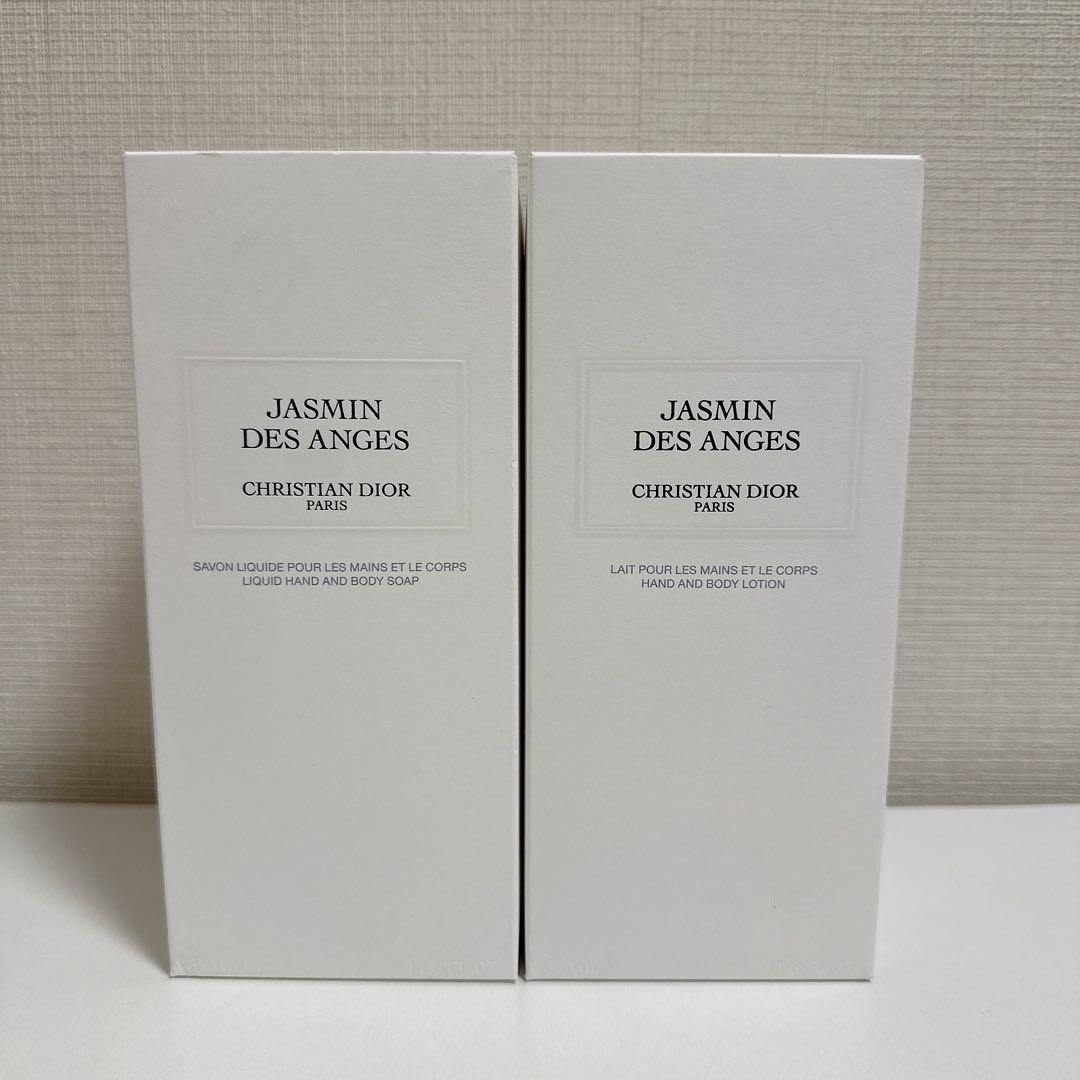 JASMIN
DES ANGES
CHRISTIAN DIOR
PARIS
SAVON LIQUIDE POUR LES MAINS ET LE CORPS
LIQUID HAND AND BODY SOAP
JASMIN
DES ANGES
CHRISTIAN DIOR
PARIS
LAIT POUR LES MAINS ET LE CORPS
HAND AND BODY LOTION